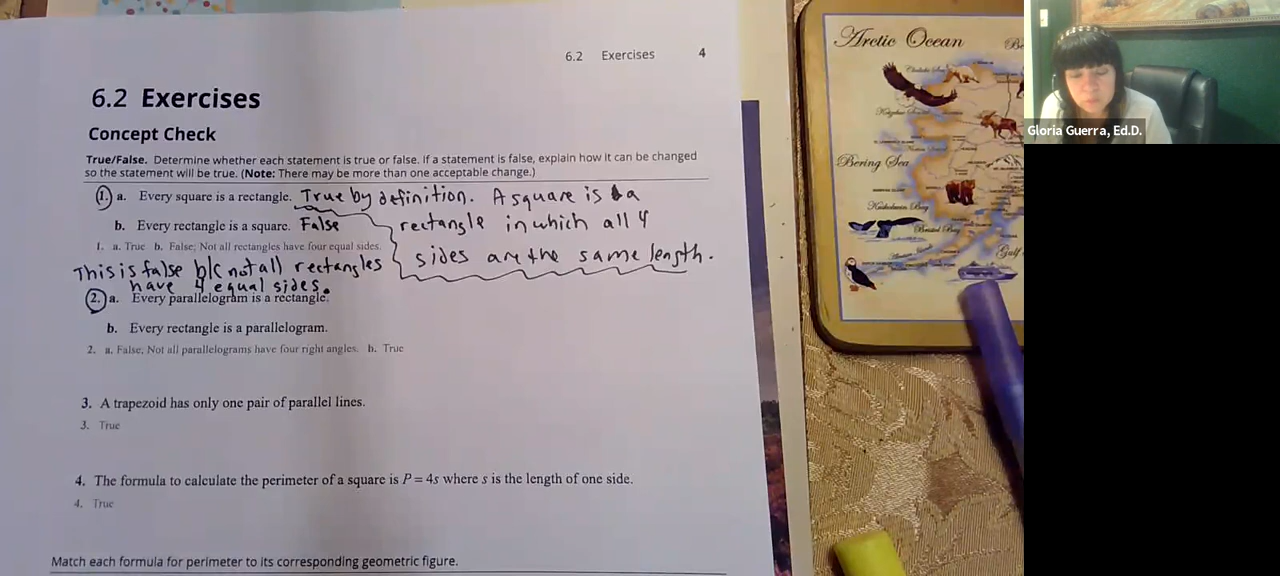 6.2 Exercises 4
6.2 Exercises
Concept Check
True/False. Determine whether each statement is true or false. If a statement is false, explain how it can be changed
so the statement will be true. (Note: There may be more than one acceptable change.)
1. a. Every square is a rectangle. True by definition. A square is a
b. Every rectangle is a square. False rectangle in which all 4
1. a. True b. False; Not all rectangles have four equal sides.
sides are the same length.
This is false b/c not all rectangles
have 4 equal sides.
2. a. Every parallelogram is a rectangle.
b. Every rectangle is a parallelogram.
2. a. False; Not all parallelograms have four right angles. b. True
3. A trapezoid has only one pair of parallel lines.
3. True
4. The formula to calculate the perimeter of a square is P = 4s where s is the length of one side.
4. True
Match each formula for perimeter to its corresponding geometric figure.
Arctic Ocean
Bering Sea
Bristol Bay
Gulf
Gloria Guerra, Ed.D.